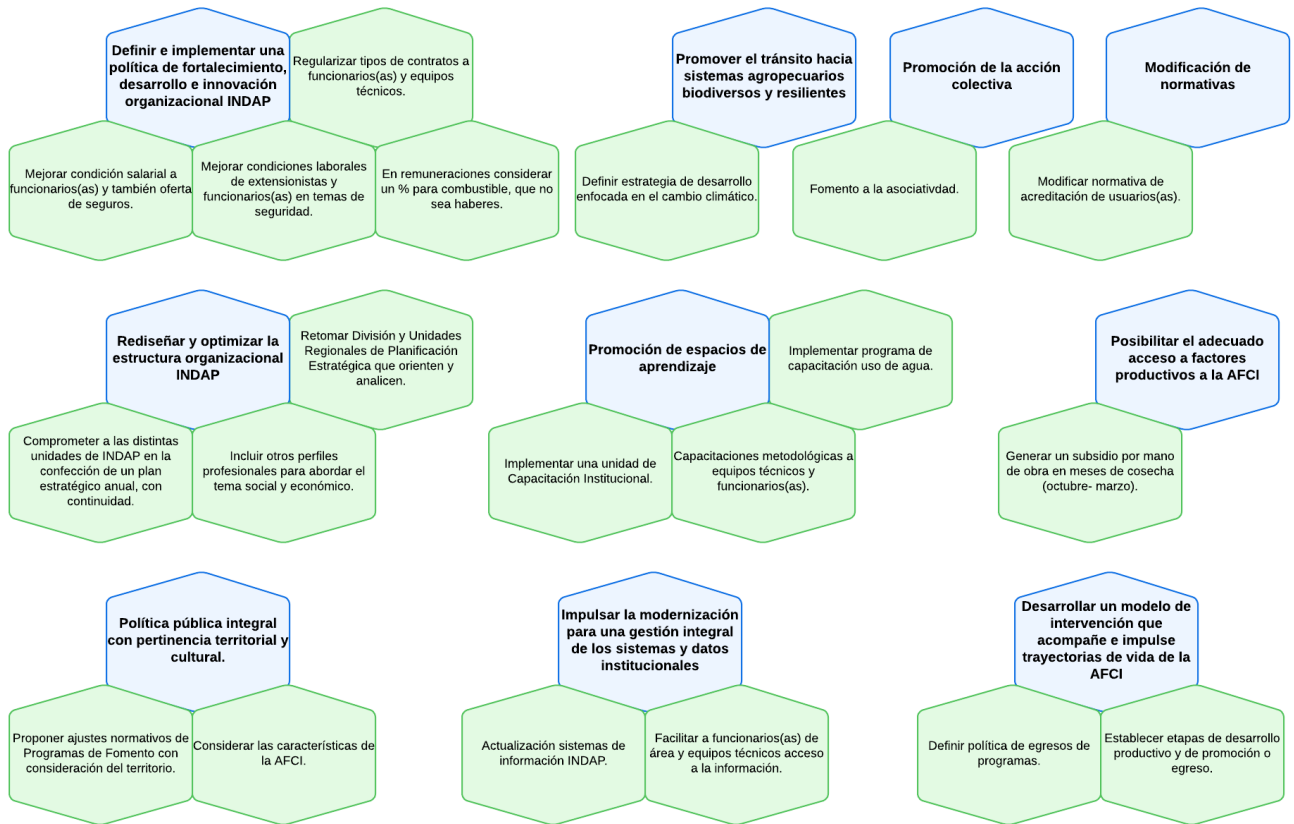 Definir e implementar una
política de fortalecimiento,
desarrollo e innovación
organizacional INDAP
Regularizar tipos de contratos a
funcionarios(as) y equipos
técnicos.
Mejorar condición salarial a
funcionarios(as) y también oferta
de seguros.
Mejorar condiciones laborales
de extensionistas y
funcionarios(as) en temas de
seguridad.
En remuneraciones considerar
un % para combustible, que no
sea haberes.
Promover el tránsito hacia
sistemas agropecuarios
biodiversos y resilientes
Definir estrategia de desarrollo
enfocada en el cambio climático.
Promoción de la acción
colectiva
Fomento a la asociativdad.
Modificación de
normativas
Modificar normativa de
acreditación de usuarios(as).
Rediseñar y optimizar la
estructura organizacional
INDAP
Retomar División y Unidades
Regionales de Planificación
Estratégica que orienten y
analicen.
Comprometer a las distintas
unidades de INDAP en la
confección de un plan
estratégico anual, con
continuidad.
Incluir otros perfiles
profesionales para abordar el
tema social y económico.
Promoción de espacios de
aprendizaje
Implementar programa de
capacitación uso de agua.
Implementar una unidad de
Capacitación Institucional.
Capacitaciones metodológicas a
equipos técnicos y
funcionarios(as).
Posibilitar el adecuado
acceso a factores
productivos a la AFCI
Generar un subsidio por mano
de obra en meses de cosecha
(octubre- marzo).
Política pública integral
con pertinencia territorial y
cultural.
Proponer ajustes normativos de
Programas de Fomento con
consideración del territorio.
Considerar las características de
la AFCI.
Impulsar la modernización
para una gestión integral
de los sistemas y datos
institucionales
Actualización sistemas de
información INDAP.
Facilitar a funcionarios(as) de
área y equipos técnicos acceso
a la información.
Desarrollar un modelo de
intervención que
acompañe e impulse
trayectorias de vida de la
AFCI
Definir política de egresos de
programas.
Establecer etapas de desarrollo
productivo y de promoción o
egreso.